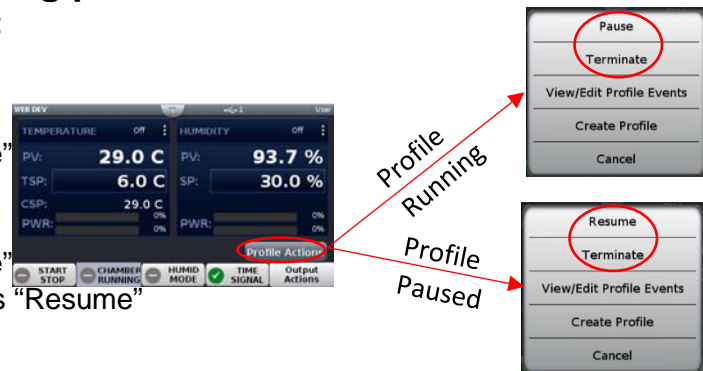 e"
e"
s "Resume"
WEB DEV 1 User
TEMPERATURE Off
PV: 29.0 C
TSP: 6.0 C
CSP: 29.0 C
PWR: 0%
0%
HUMIDITY Off
PV: 93.7 %
SP: 30.0 %
PWR: 0%
0%
Profile Actions
START STOP
CHAMBER RUNNING
HUMID MODE
TIME SIGNAL
Output Actions
Profile
Running
Pause
Terminate
View/Edit Profile Events
Create Profile
Cancel
Profile
Paused
Resume
Terminate
View/Edit Profile Events
Create Profile
Cancel